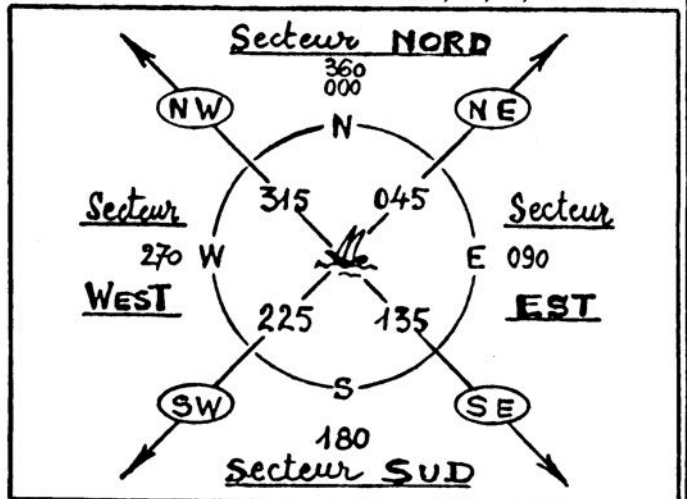 Secteur NORD
360
000
NW
NE
N
315
045
Secteur
Secteur
270 W
E 090
WEST
EST
225
135
S
SW
SE
180
Secteur SUD